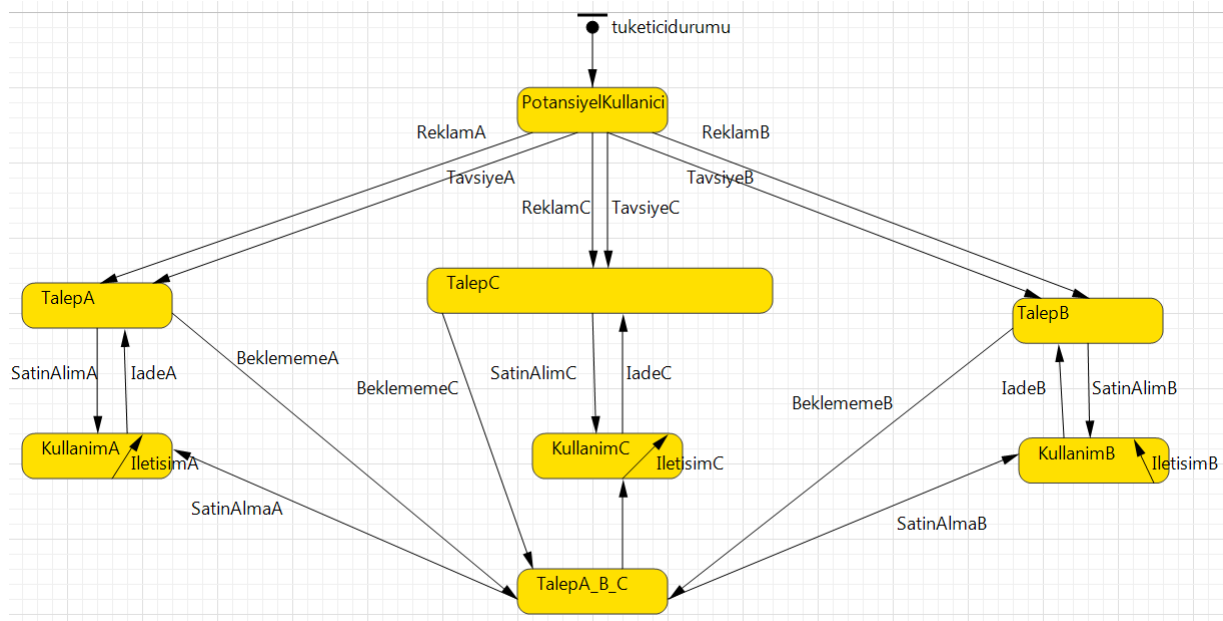 tuketicidurumu
PotansiyelKullanici
ReklamA
ReklamB
TavsiyeA
TavsiyeB
ReklamC
TavsiyeC
TalepA
TalepC
TalepB
BeklememeA
SatinAlimA
IadeA
BeklememeC
SatinAlimC
IadeC
BeklememeB
IadeB
SatinAlimB
KullanimA
IletisimA
KullanimC
IletisimC
KullanimB
IletisimB
SatinAlmaA
SatinAlmaB
TalepA_B_C